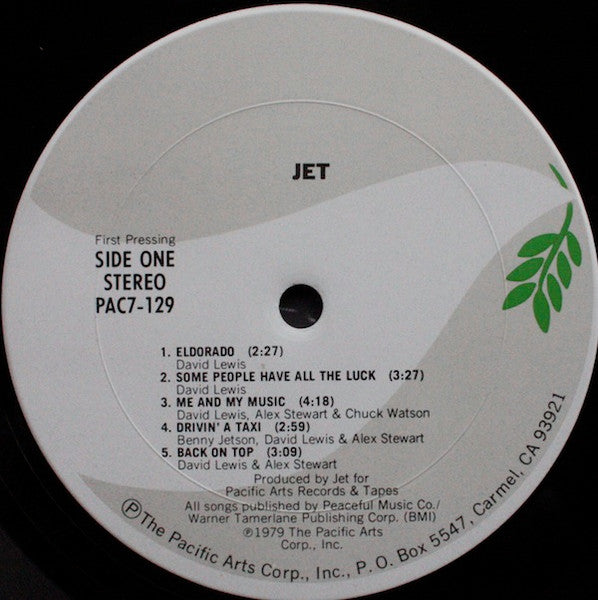 JET
First Pressing
SIDE ONE
STEREO
PAC7-129
1. ELDORADO (2:27)
David Lewis
2. SOME PEOPLE HAVE ALL THE LUCK (3:27)
David Lewis
3. ME AND MY MUSIC (4:18)
David Lewis, Alex Stewart & Chuck Watson
4. DRIVIN' A TAXI (2:59)
Benny Jetson, David Lewis & Alex Stewart
5. BACK ON TOP (3:09)
David Lewis & Alex Stewart
Produced by Jet for
Pacific Arts Records & Tapes
All songs published by Peaceful Music Co./
Warner Tamerlane Publishing Corp. (BMI)
℗1979 The Pacific Arts
Corp., Inc.
℗The Pacific Arts Corp., Inc., P.O. Box 5547, Carmel, CA 93921